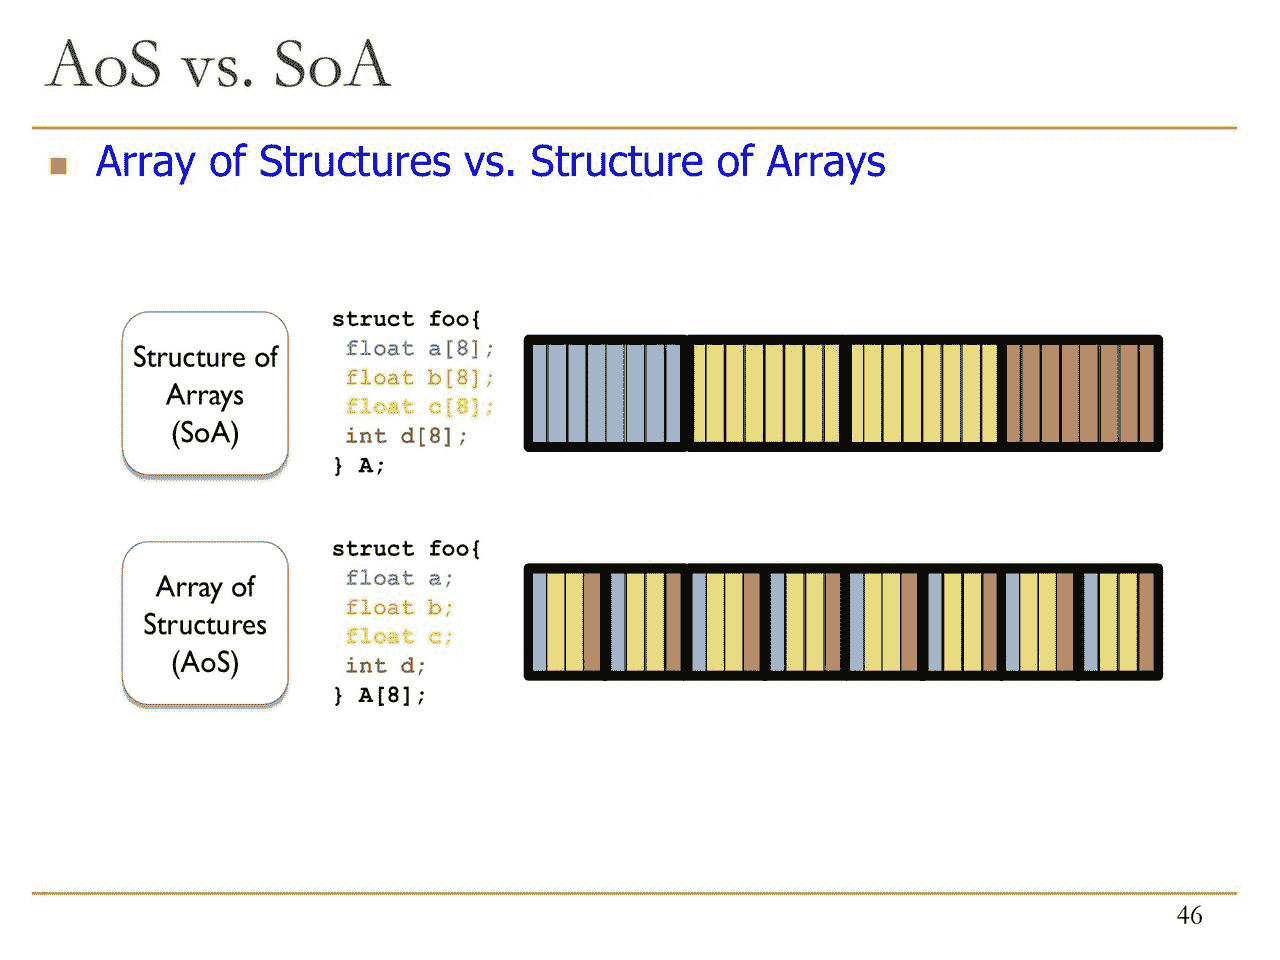 AoS vs. SoA
Array of Structures vs. Structure of Arrays
Structure of
Arrays
(SoA)
struct foo{
float a[8];
float b[8];
float c[8];
int d[8];
} A;
Array of
Structures
(AoS)
struct foo{
float a;
float b;
float c;
int d;
} A[8];
46